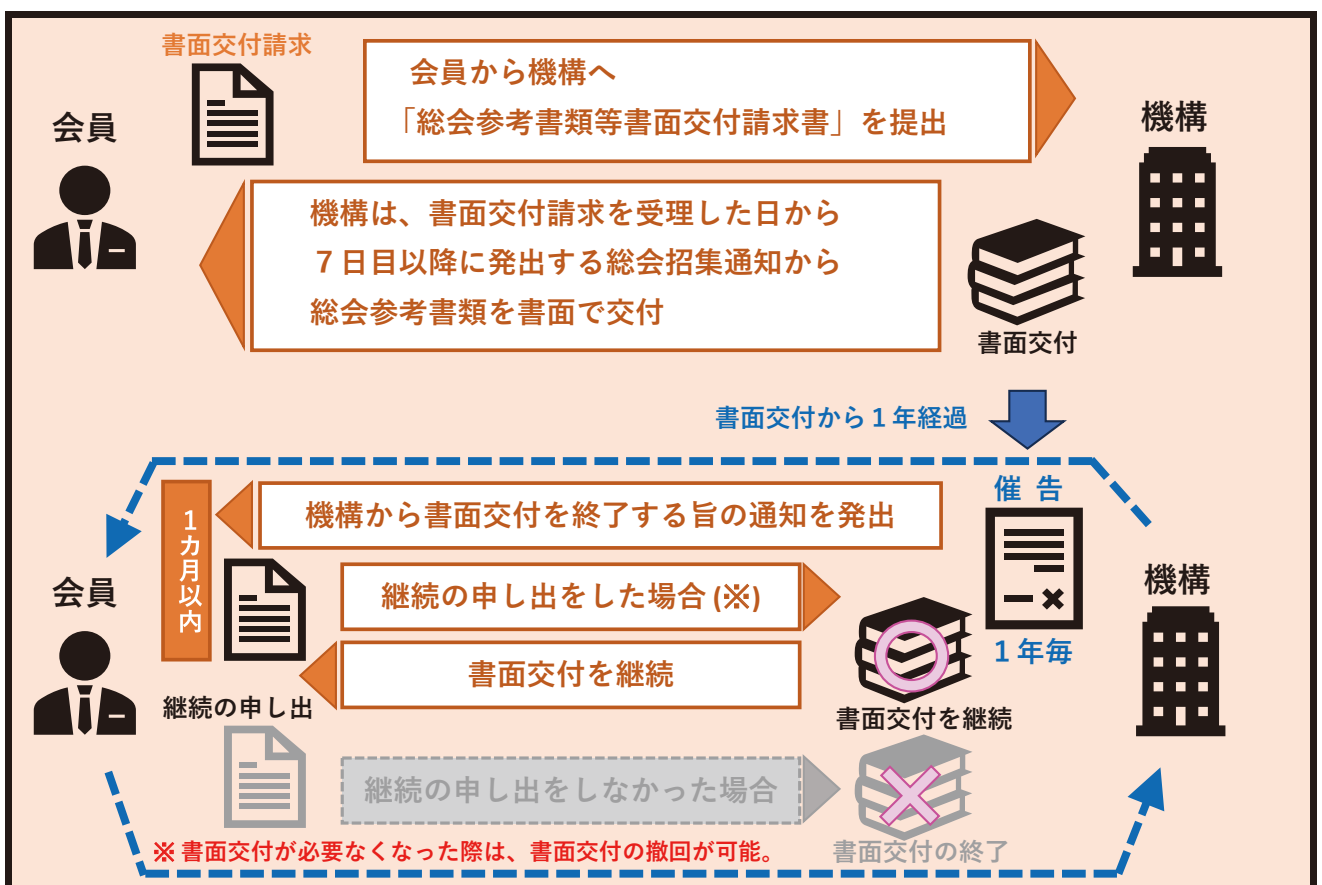 書面交付請求
会員
会員から機構へ
「総会参考書類等書面交付請求書」を提出
機構
機構は、書面交付請求を受理した日から
７日目以降に発出する総会招集通知から
総会参考書類を書面で交付
書面交付
書面交付から１年経過
催 告
１カ月以内
機構から書面交付を終了する旨の通知を発出
会員
継続の申し出をした場合(※)
機構
１年毎
書面交付を継続
継続の申し出
書面交付を継続
継続の申し出をしなかった場合
※ 書面交付が必要なくなった際は、書面交付の撤回が可能。
書面交付の終了